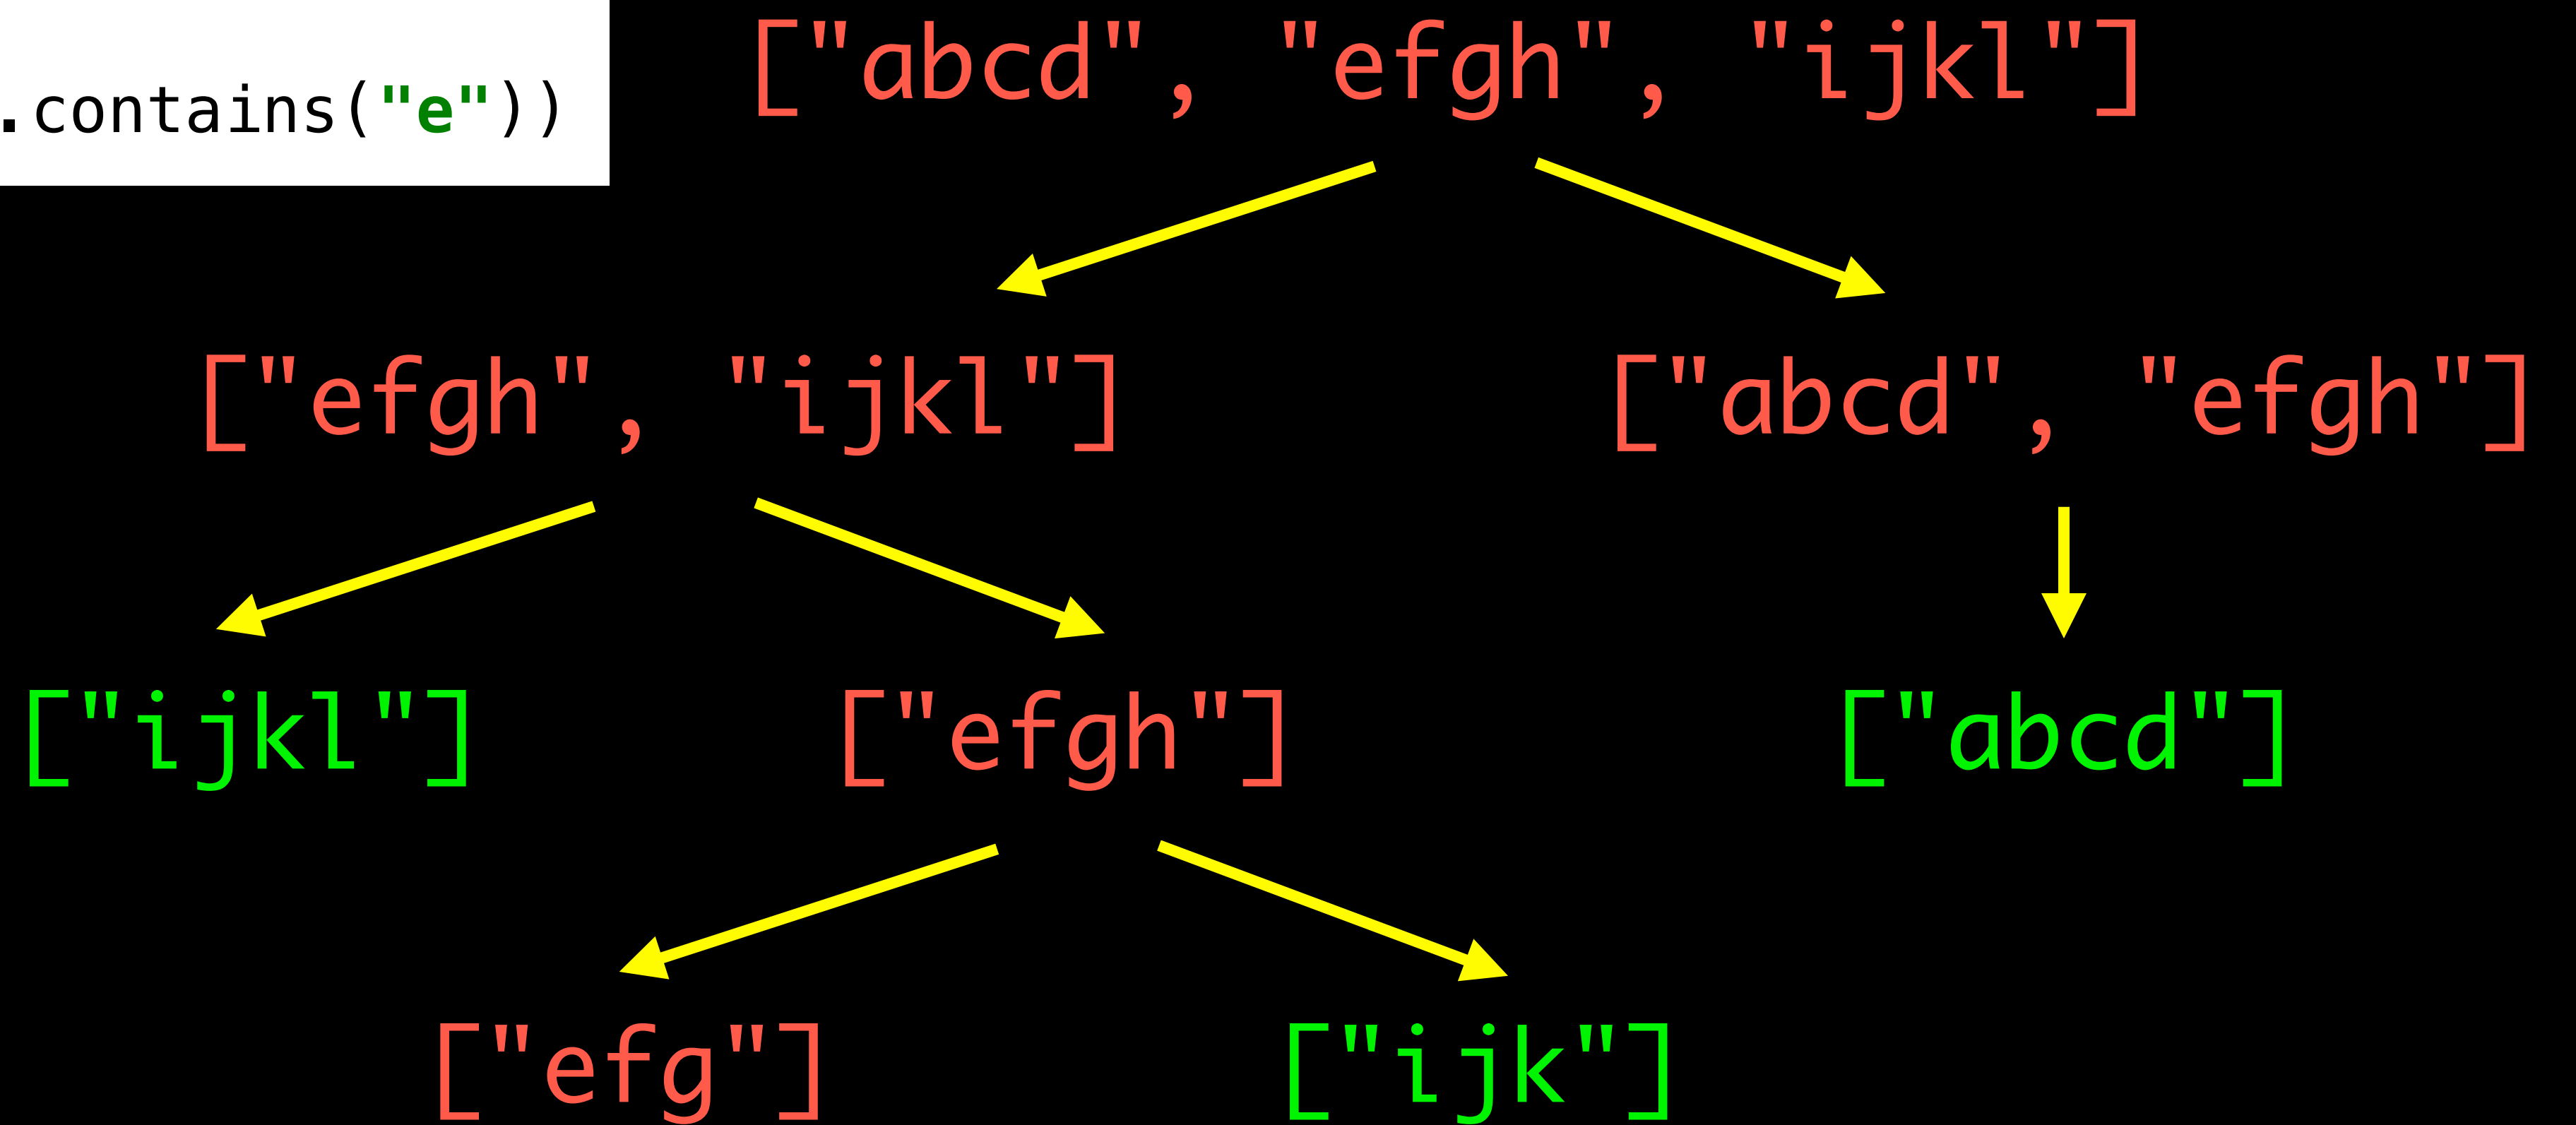 ["abcd", "efgh", "ijkl"]
.contains("e"))
["efgh", "ijkl"]
["abcd", "efgh"]
["ijkl"]
["efgh"]
["abcd"]
["efg"]
["ijk"]